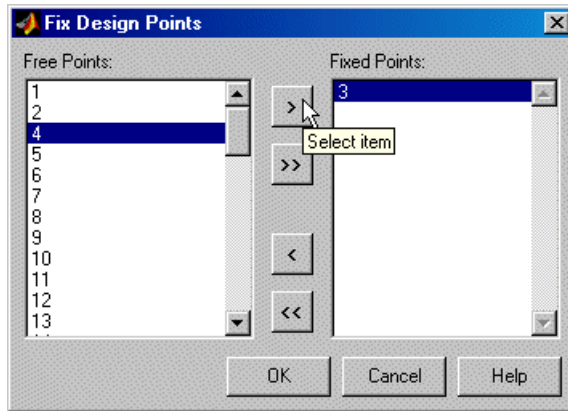 Fix Design Points
Free Points:
1
2
4
5
6
7
8
9
10
11
12
13
>
>>
<
<<
Select item
Fixed Points:
3
OK
Cancel
Help